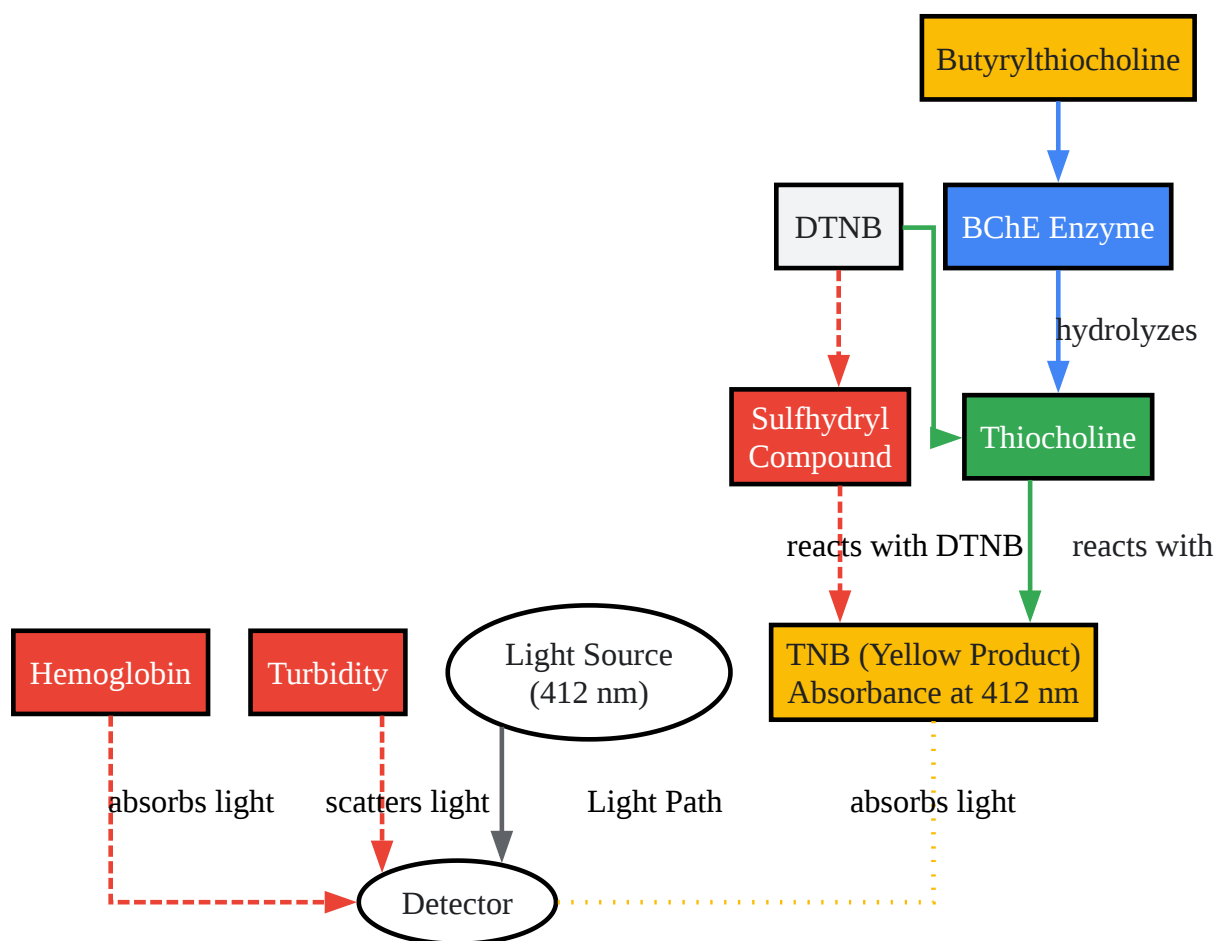 Butyrylthiocholine
DTNB
BChE Enzyme
hydrolyzes
Sulfhydryl
Compound
Thiocholine
reacts with DTNB
reacts with
Hemoglobin
Turbidity
Light Source
(412 nm)
TNB (Yellow Product)
Absorbance at 412 nm
absorbs light
scatters light
Light Path
absorbs light
Detector